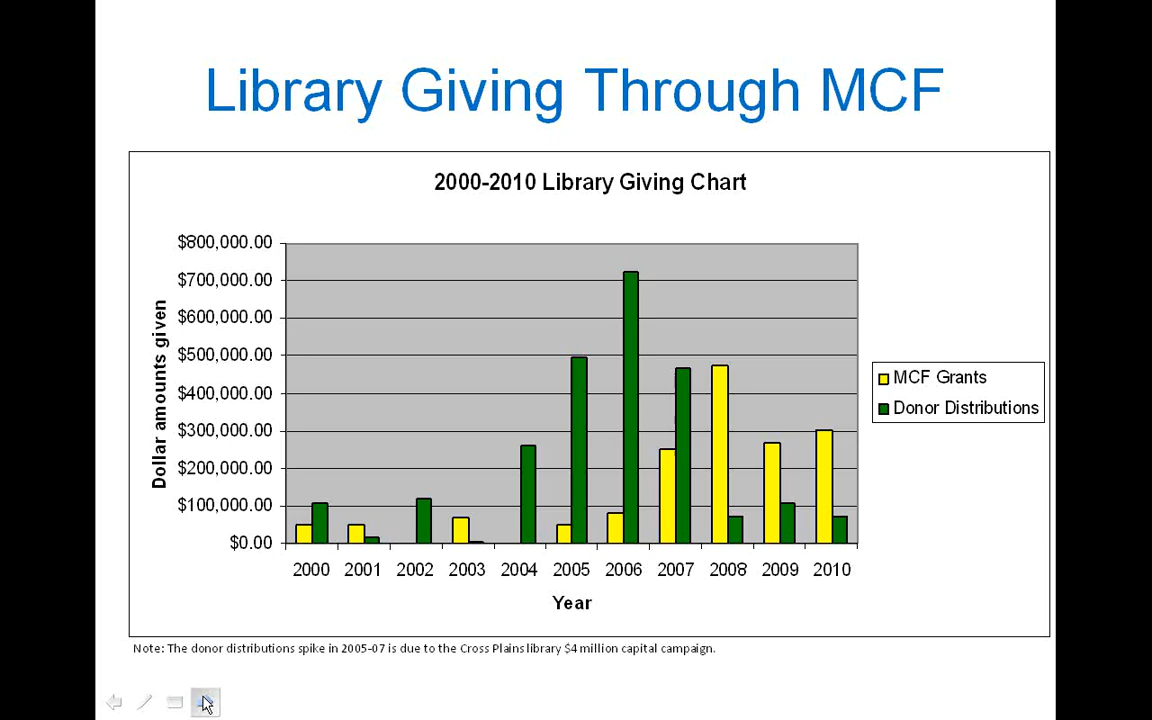 Library Giving Through MCF
2000-2010 Library Giving Chart
$800,000.00
$700,000.00
$600,000.00
$500,000.00
$400,000.00
$300,000.00
$200,000.00
$100,000.00
$0.00
Dollar amounts given
2000 2001 2002 2003 2004 2005 2006 2007 2008 2009 2010
Year
MCF Grants
Donor Distributions
Note: The donor distributions spike in 2005-07 is due to the Cross Plains library $4 million capital campaign.